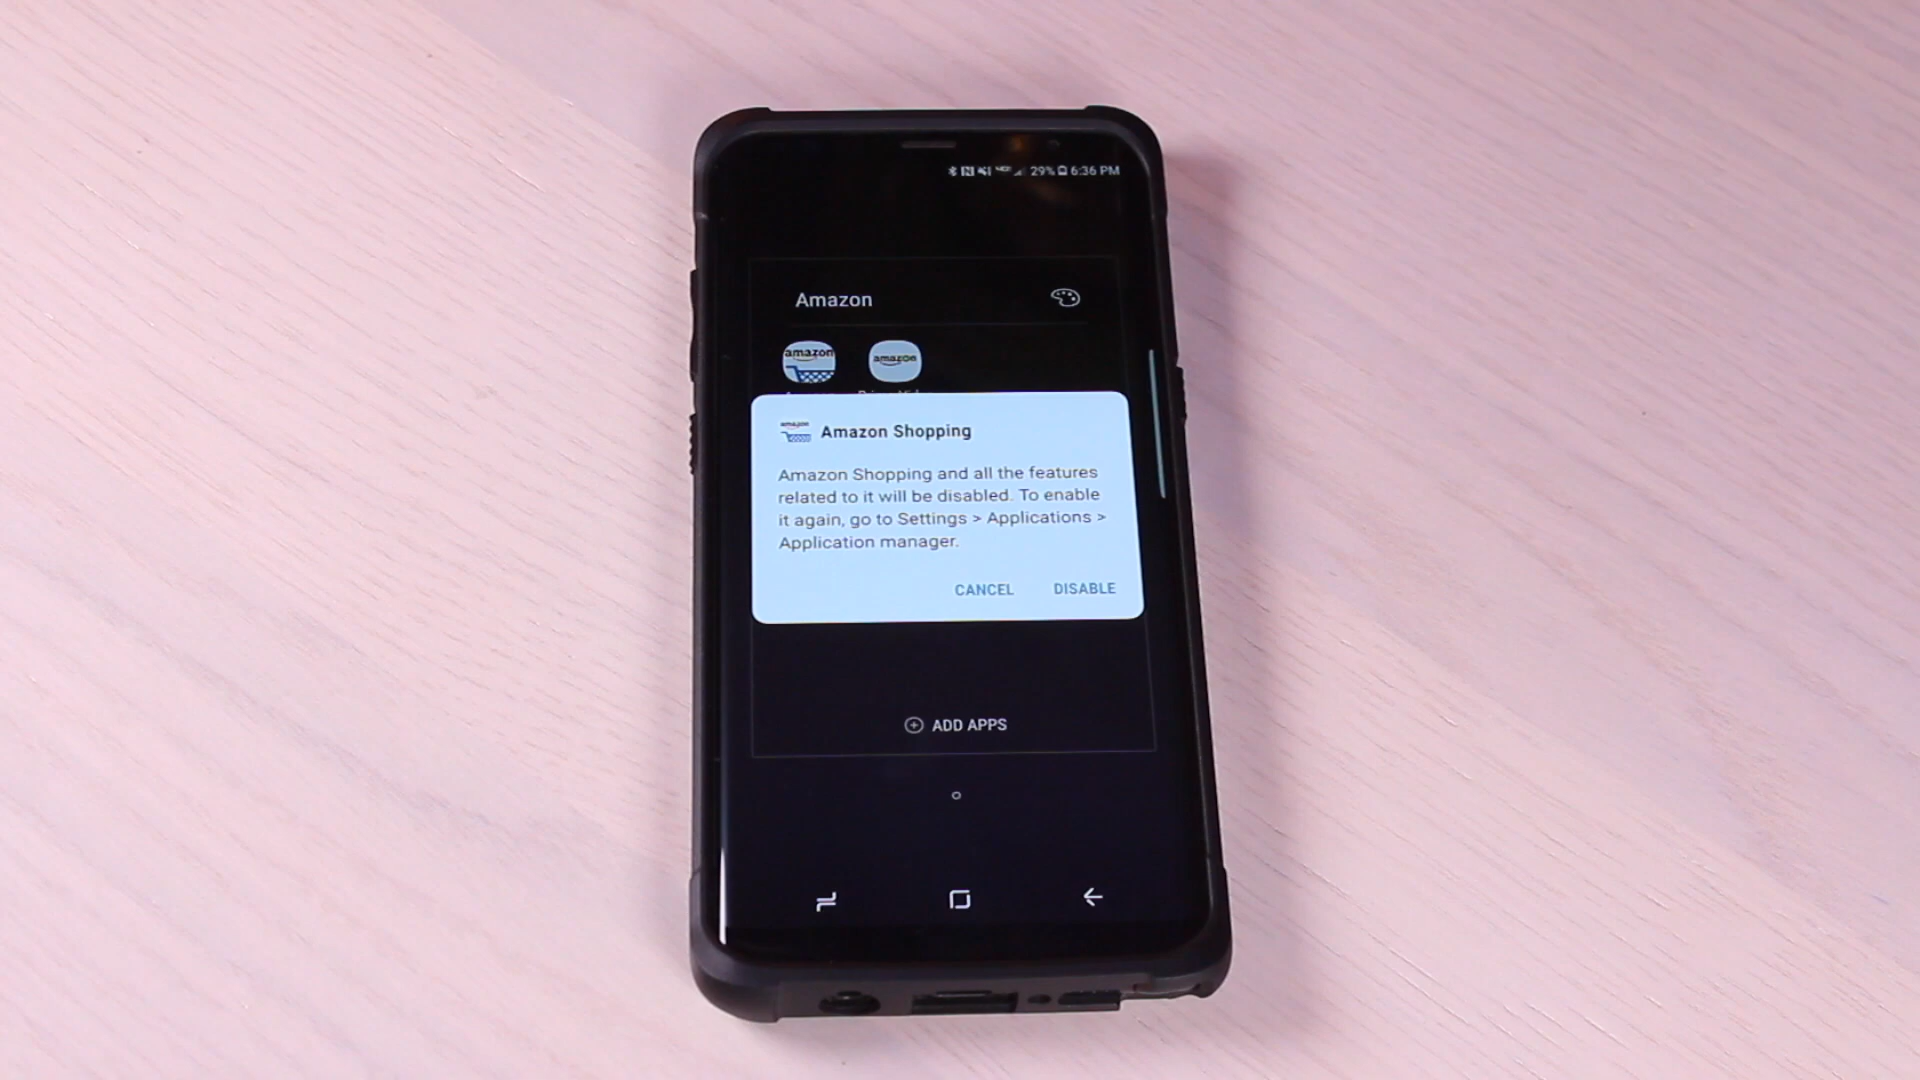 29% 6:36 PM
Amazon
amazon amazon
Amazon Shopping
Amazon Shopping and all the features
related to it will be disabled. To enable
it again, go to Settings > Applications >
Application manager.
CANCEL DISABLE
ADD APPS